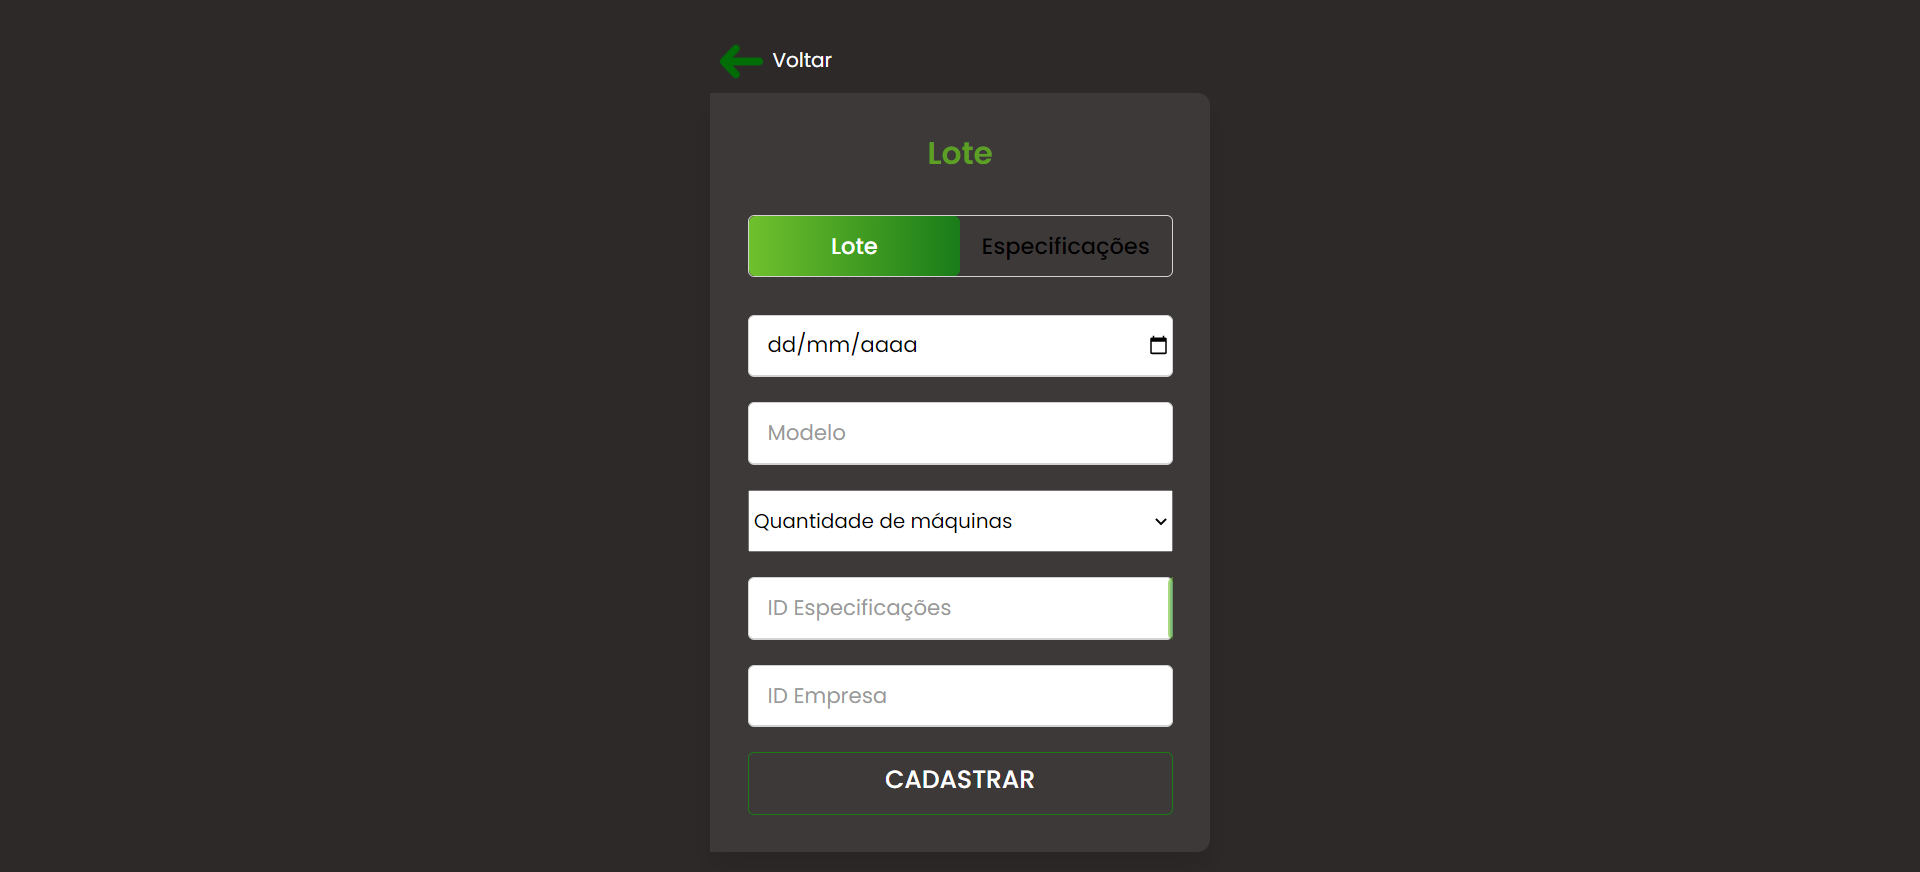 Voltar
Lote
Lote
Especificações
dd/mm/aaaa
Modelo
Quantidade de máquinas
ID Especificações
ID Empresa
CADASTRAR